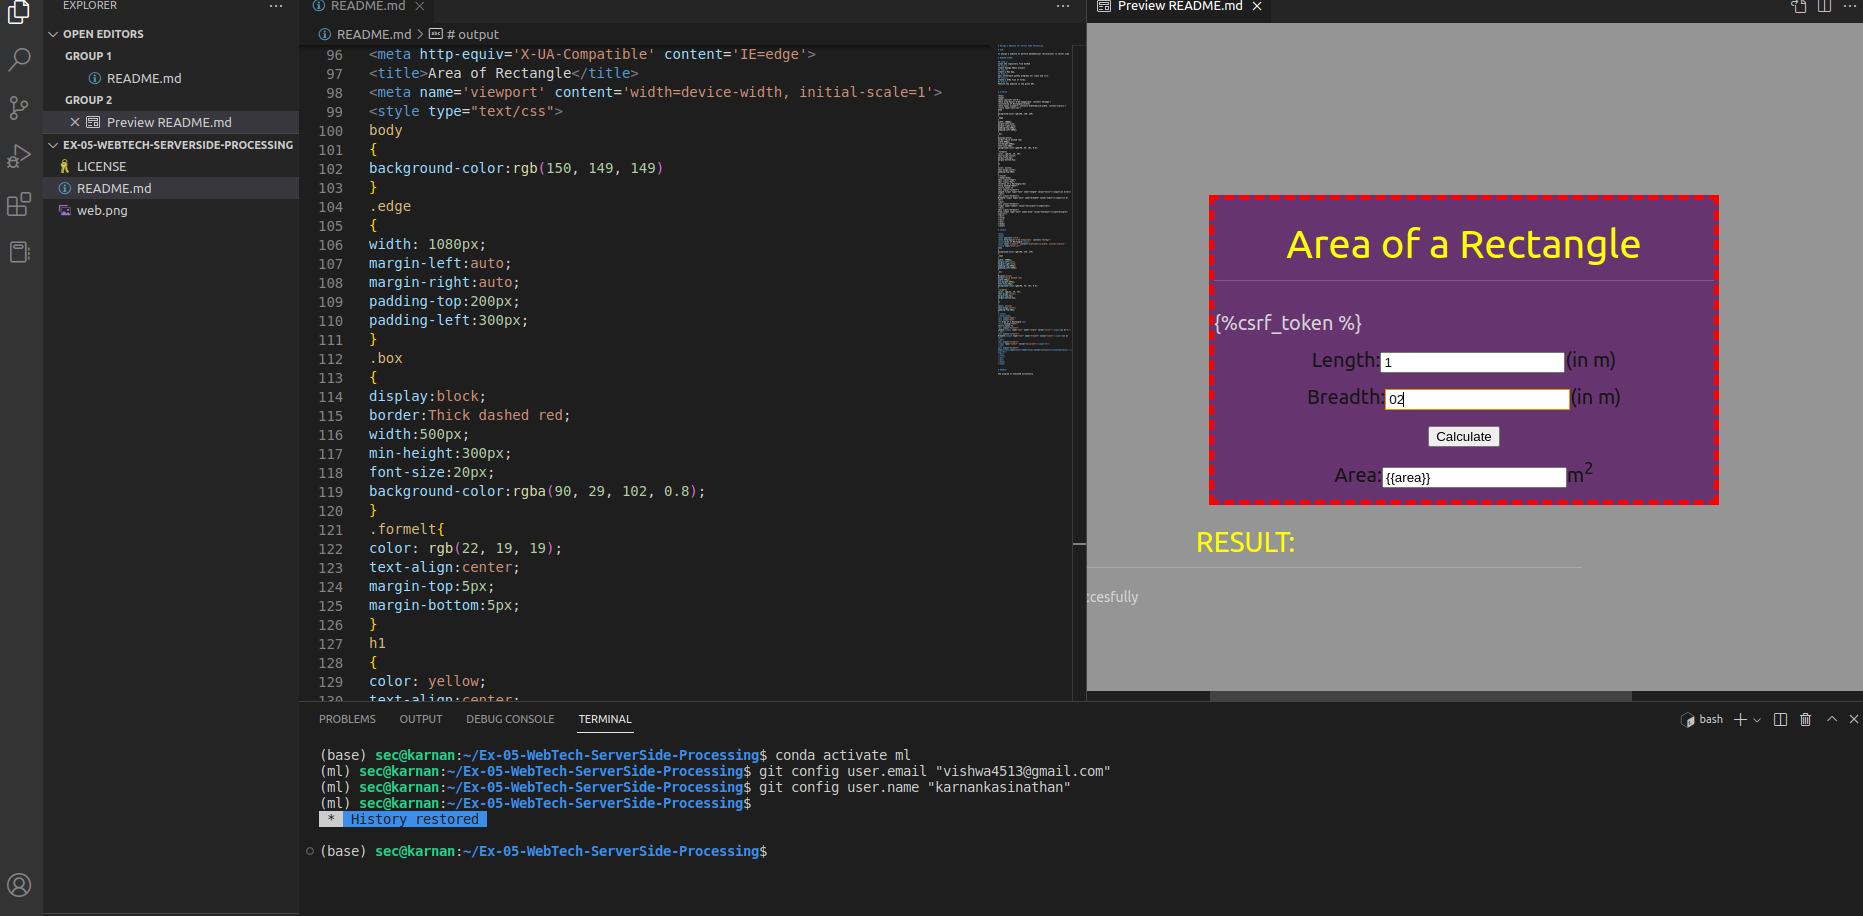 EXPLORER
OPEN EDITORS
GROUP 1
README.md
GROUP 2
Preview README.md
EX-05-WEBTECH-SERVERSIDE-PROCESSING
LICENSE
README.md
web.png
README.md
README.md > # output
96 <meta http-equiv='X-UA-Compatible' content='IE=edge'>
97 <title>Area of Rectangle</title>
98 <meta name='viewport' content='width=device-width, initial-scale=1'>
99 <style type="text/css">
100 body
101 {
102 background-color:rgb(150, 149, 149)
103 }
104 .edge
105 {
106 width: 1080px;
107 margin-left:auto;
108 margin-right:auto;
109 padding-top:200px;
110 padding-left:300px;
111 }
112 .box
113 {
114 display:block;
115 border:Thick dashed red;
116 width:500px;
117 min-height:300px;
118 font-size:20px;
119 background-color:rgba(90, 29, 102, 0.8);
120 }
121 .formelt{
122 color: rgb(22, 19, 19);
123 text-align:center;
124 margin-top:5px;
125 margin-bottom:5px;
126 }
127 h1
128 {
129 color: yellow;
130 text-align:center;
Preview README.md
Area of a Rectangle
{%csrf_token %}
Length: 1 (in m)
Breadth: 02 (in m)
Calculate
Area: {{area}} m2
RESULT:
ccesfully
PROBLEMS OUTPUT DEBUG CONSOLE TERMINAL
bash
(base) sec@karnan:~/Ex-05-WebTech-ServerSide-Processing$ conda activate ml
(ml) sec@karnan:~/Ex-05-WebTech-ServerSide-Processing$ git config user.email "vishwa4513@gmail.com"
(ml) sec@karnan:~/Ex-05-WebTech-ServerSide-Processing$ git config user.name "karnankasinathan"
(ml) sec@karnan:~/Ex-05-WebTech-ServerSide-Processing$
* History restored
(base) sec@karnan:~/Ex-05-WebTech-ServerSide-Processing$